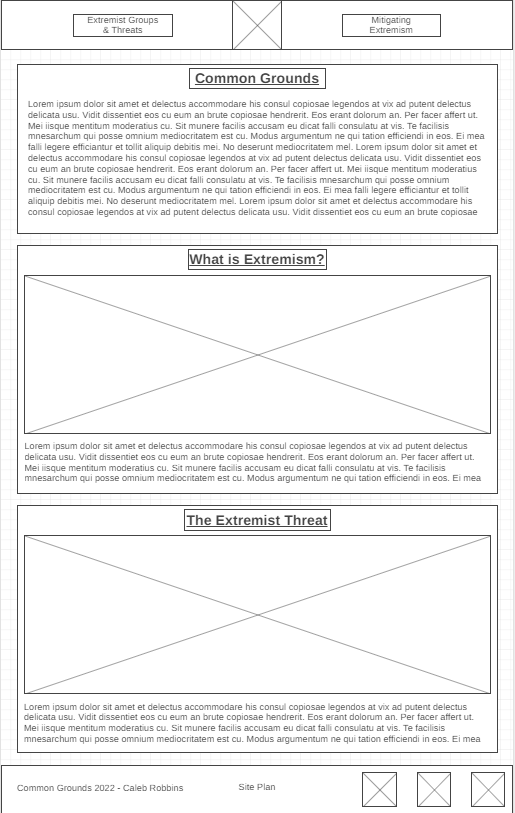 Extremist Groups
& Threats
Mitigating
Extremism
Common Grounds
Lorem ipsum dolor sit amet et delectus accommodare his consul copiosae legendos at vix ad putent delectus
delicata usu. Vidit dissentiet eos cu eum an brute copiosae hendrerit. Eos erant dolorum an. Per facer affert ut.
Mei iisque mentitum moderatius cu. Sit munere facilis accusam eu dicat falli consulatu at vis. Te facilisis
mnesarchum qui posse omnium mediocritatem est cu. Modus argumentum ne qui tation efficiendi in eos. Ei mea
falli legere efficiantur et tollit aliquip debitis mei. No deserunt mediocritatem mel. Lorem ipsum dolor sit amet et
delectus accommodare his consul copiosae legendos at vix ad putent delectus delicata usu. Vidit dissentiet eos
cu eum an brute copiosae hendrerit. Eos erant dolorum an. Per facer affert ut. Mei iisque mentitum moderatius
cu. Sit munere facilis accusam eu dicat falli consulatu at vis. Te facilisis mnesarchum qui posse omnium
mediocritatem est cu. Modus argumentum ne qui tation efficiendi in eos. Ei mea falli legere efficiantur et tollit
aliquip debitis mei. No deserunt mediocritatem mel. Lorem ipsum dolor sit amet et delectus accommodare his
consul copiosae legendos at vix ad putent delectus delicata usu. Vidit dissentiet eos cu eum an brute copiosae
What is Extremism?
Lorem ipsum dolor sit amet et delectus accommodare his consul copiosae legendos at vix ad putent delectus
delicata usu. Vidit dissentiet eos cu eum an brute copiosae hendrerit. Eos erant dolorum an. Per facer affert ut.
Mei iisque mentitum moderatius cu. Sit munere facilis accusam eu dicat falli consulatu at vis. Te facilisis
mnesarchum qui posse omnium mediocritatem est cu. Modus argumentum ne qui tation efficiendi in eos. Ei mea
The Extremist Threat
Lorem ipsum dolor sit amet et delectus accommodare his consul copiosae legendos at vix ad putent delectus
delicata usu. Vidit dissentiet eos cu eum an brute copiosae hendrerit. Eos erant dolorum an. Per facer affert ut.
Mei iisque mentitum moderatius cu. Sit munere facilis accusam eu dicat falli consulatu at vis. Te facilisis
mnesarchum qui posse omnium mediocritatem est cu. Modus argumentum ne qui tation efficiendi in eos. Ei mea
Common Grounds 2022 - Caleb Robbins
Site Plan